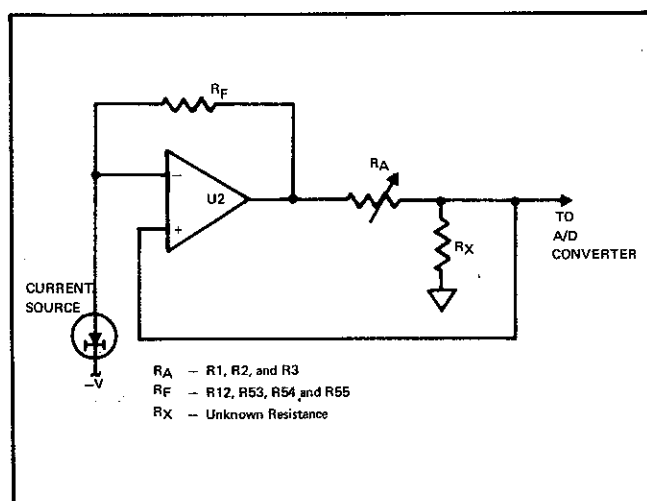 RF
−
U2
+
RA
RX
TO
A/D
CONVERTER
CURRENT
SOURCE
−V
RA − R1, R2, and R3
RF − R12, R53, R54 and R55
RX − Unknown Resistance